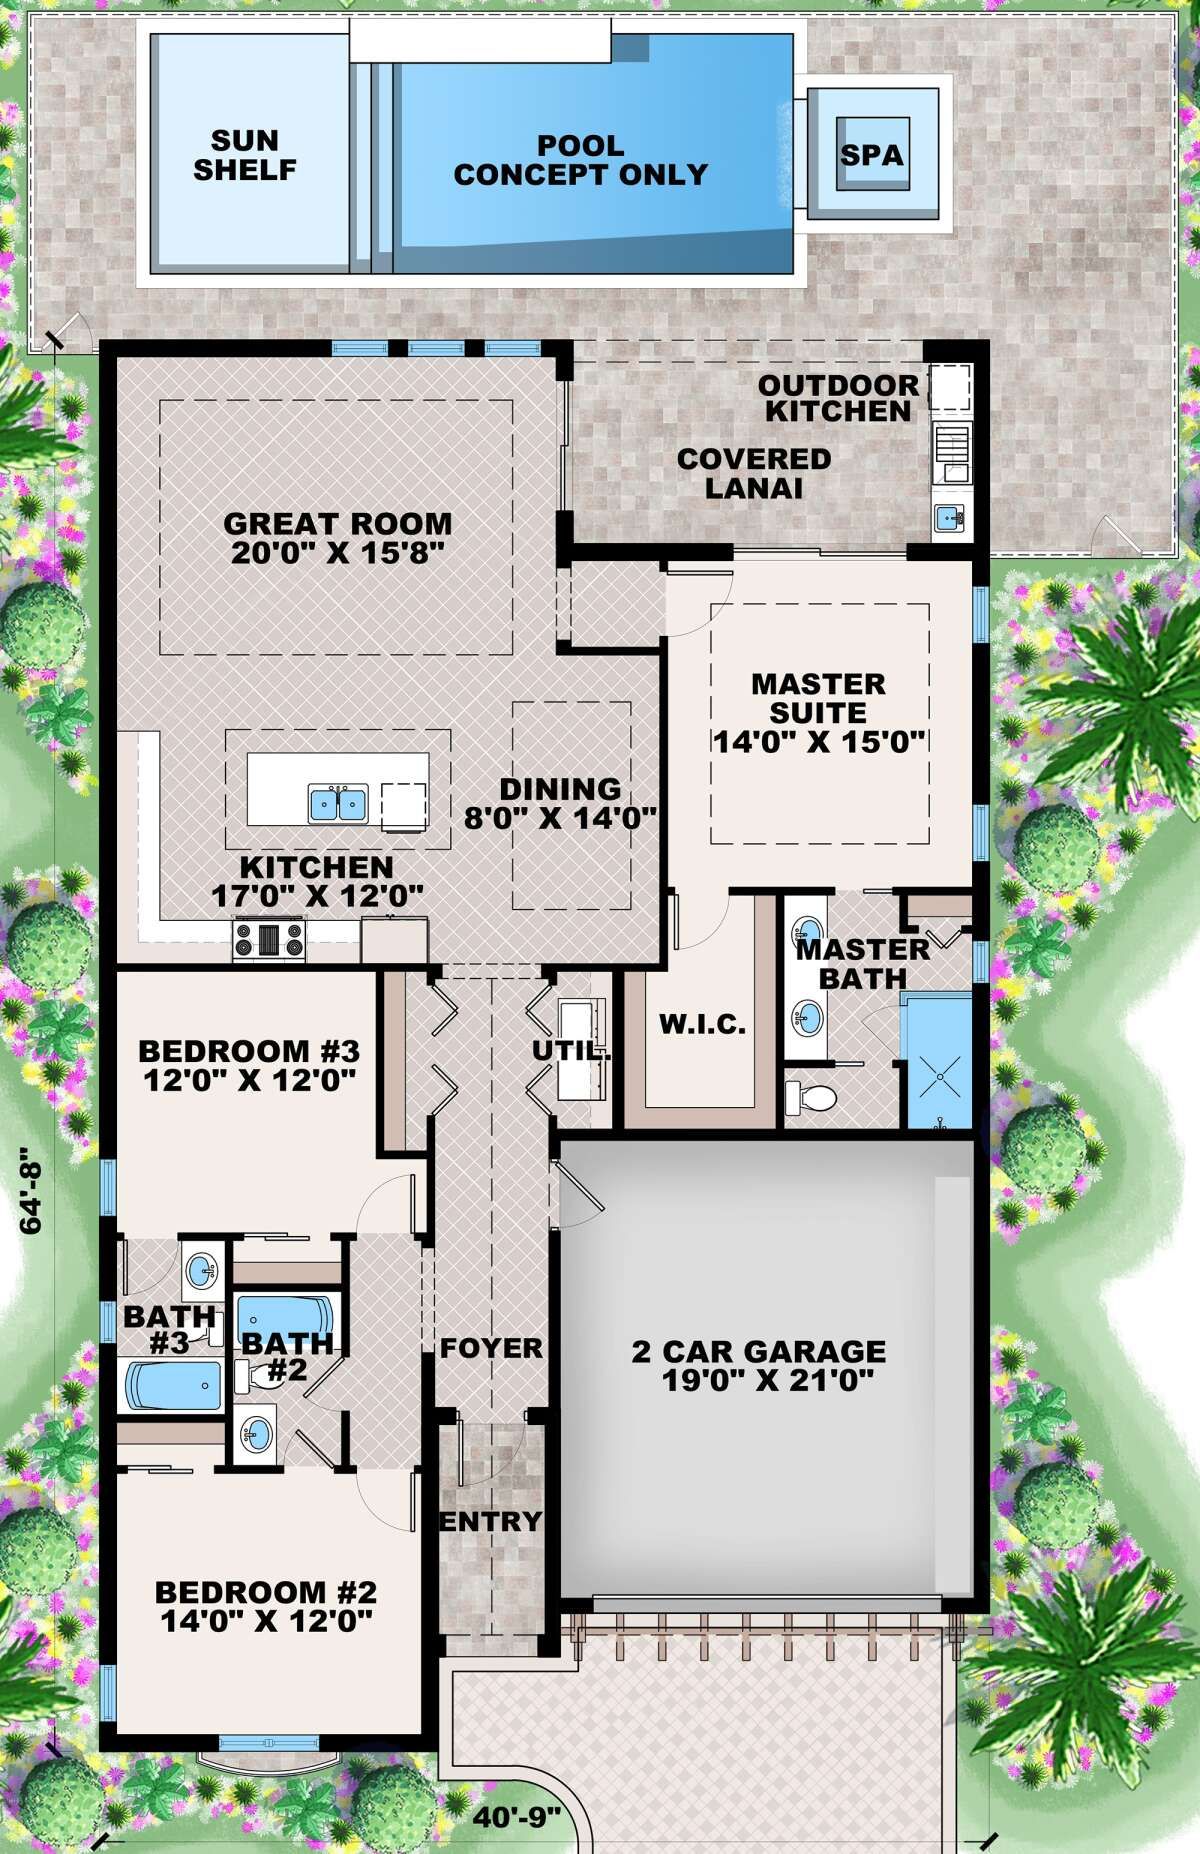 SUN
SHELF
POOL
CONCEPT ONLY
SPA
OUTDOOR
KITCHEN
COVERED
LANAI
GREAT ROOM
20'0" X 15'8"
MASTER
SUITE
14'0" X 15'0"
DINING
8'0" X 14'0"
KITCHEN
17'0" X 12'0"
MASTER
BATH
W.I.C.
UTIL.
BEDROOM #3
12'0" X 12'0"
64'-8"
BATH
#3
BATH
#2
FOYER
2 CAR GARAGE
19'0" X 21'0"
ENTRY
BEDROOM #2
14'0" X 12'0"
40'-9"